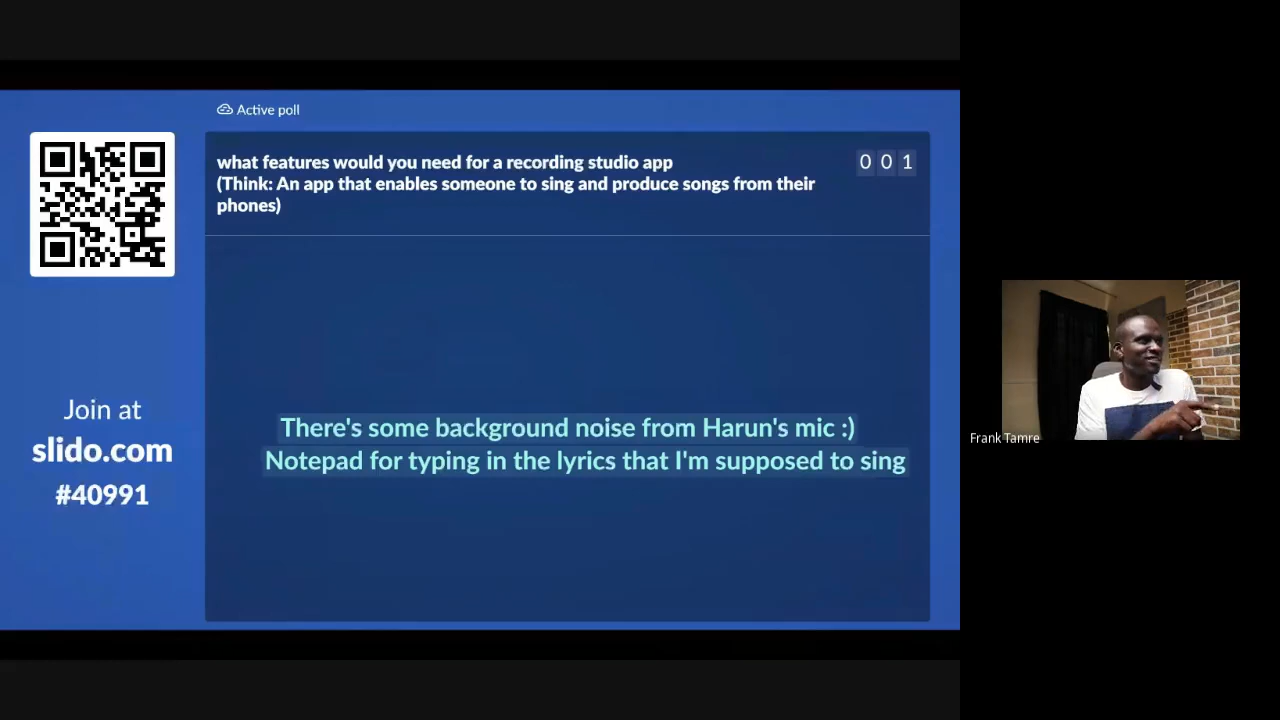 Active poll
what features would you need for a recording studio app
(Think: An app that enables someone to sing and produce songs from their
phones)
0 0 1
There's some background noise from Harun's mic :)
Notepad for typing in the lyrics that I'm supposed to sing
Join at
slido.com
#40991
Frank Tamre